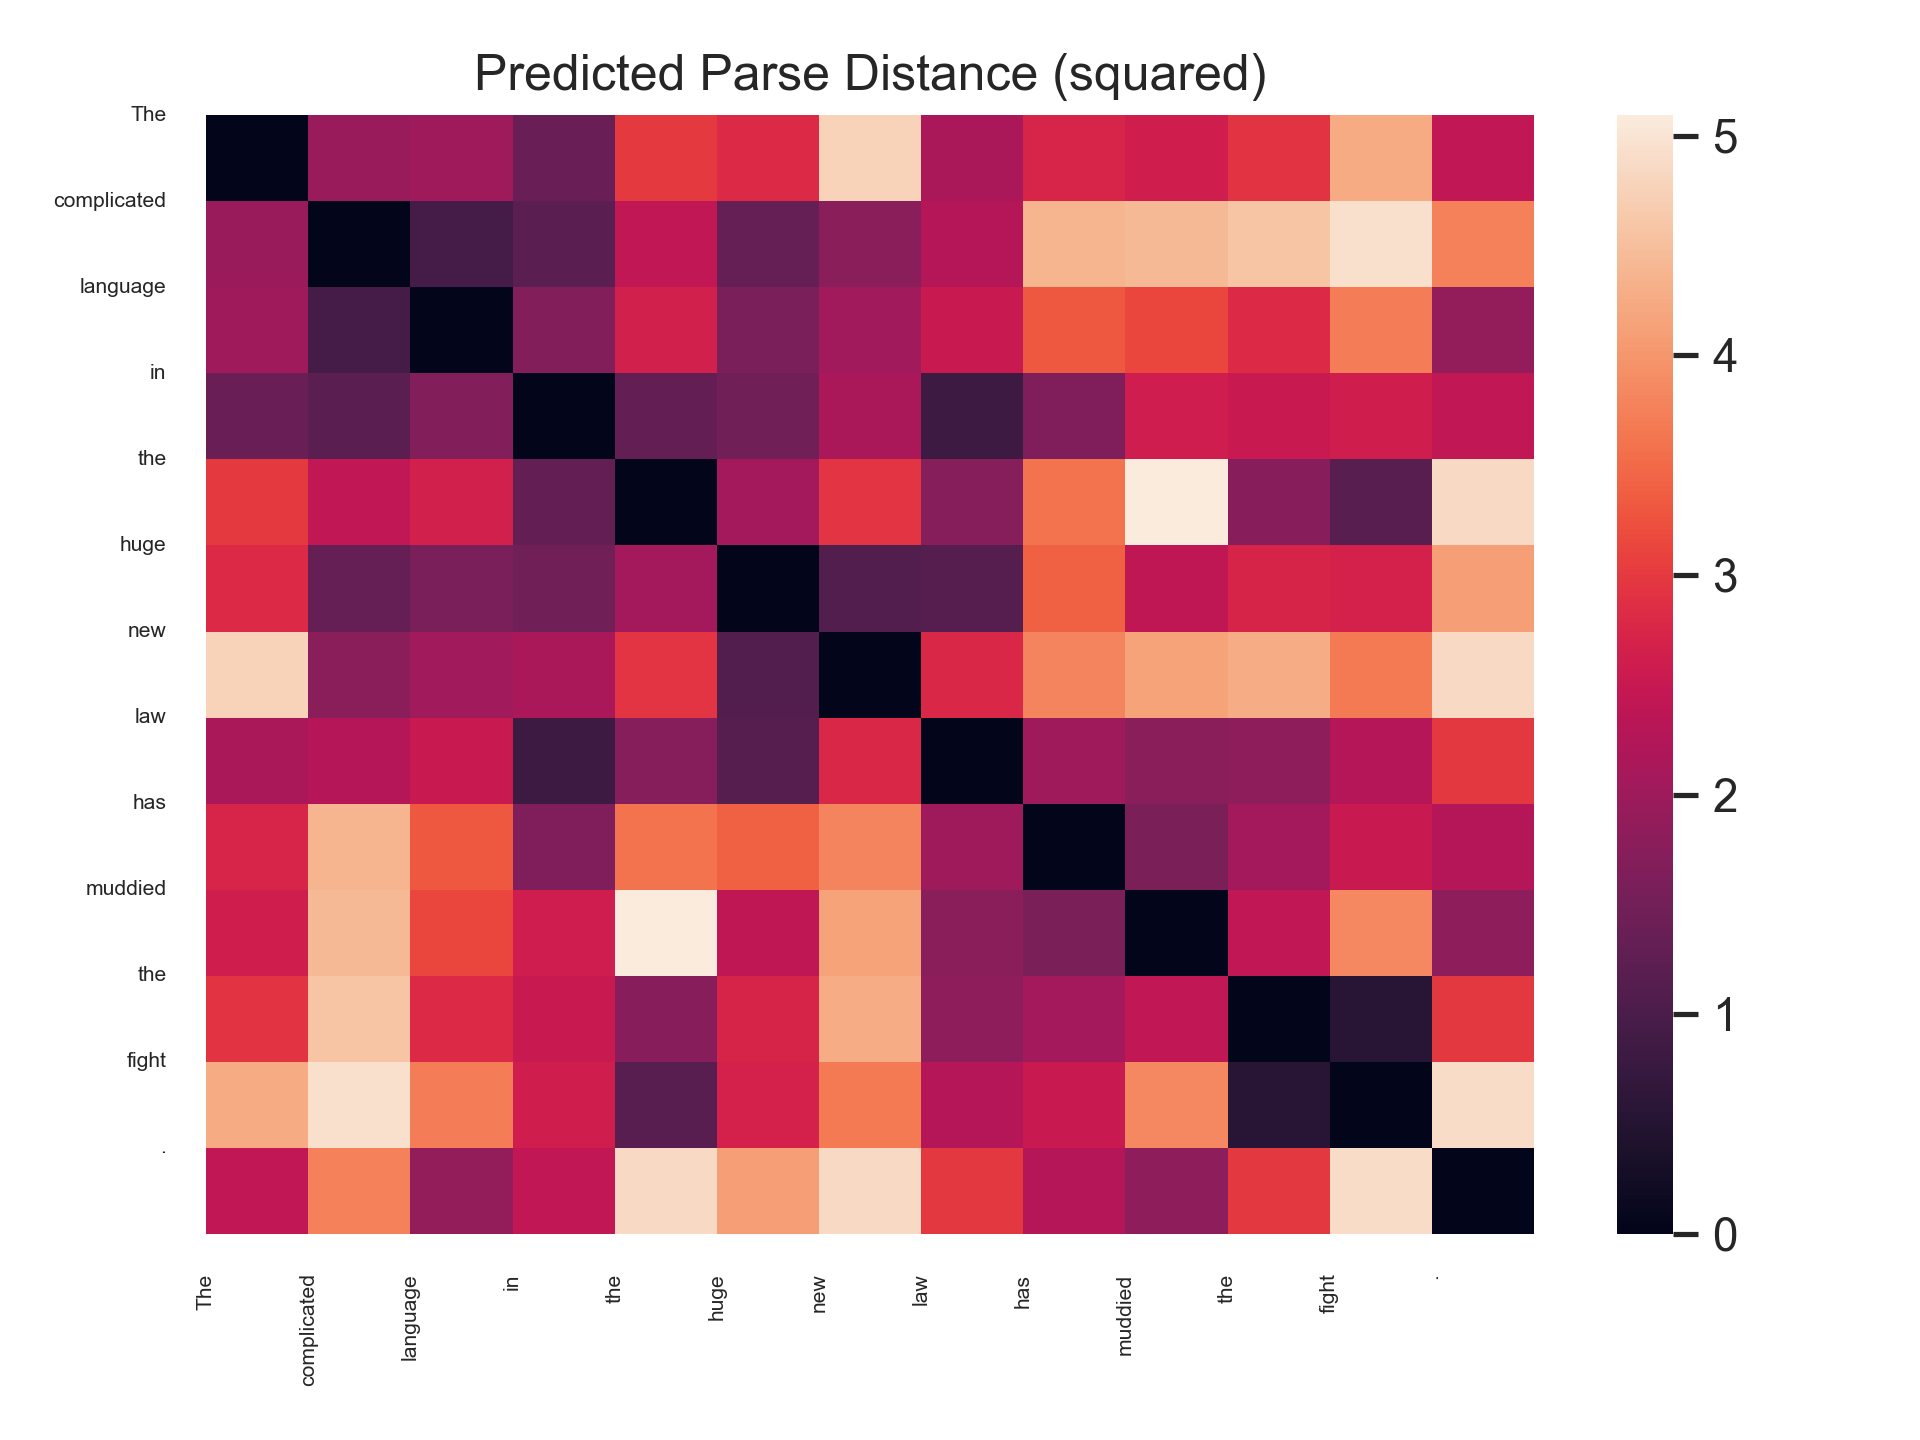 Predicted Parse Distance (squared)
The
complicated
language
in
the
huge
new
law
has
muddied
the
fight
.
The
complicated
language
in
the
huge
new
law
has
muddied
the
fight
.
5
4
3
2
1
0